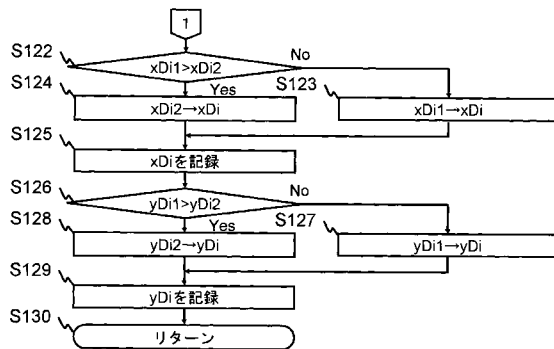 1
S122
xDi1>xDi2
No
S124
Yes
S123
xDi2→xDi
xDi1→xDi
S125
xDiを記録
S126
yDi1>yDi2
No
S128
Yes
S127
yDi2→yDi
yDi1→yDi
S129
yDiを記録
S130
リターン